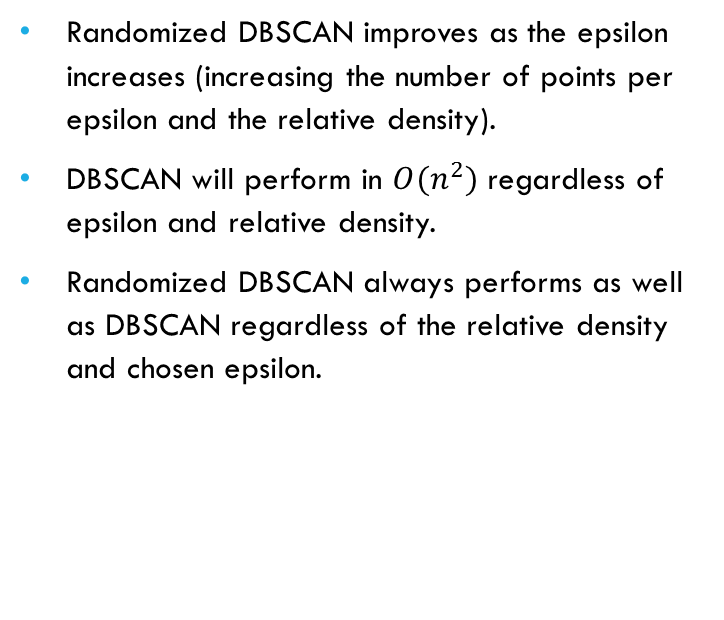 • Randomized DBSCAN improves as the epsilon
increases (increasing the number of points per
epsilon and the relative density).
• DBSCAN will perform in O(n²) regardless of
epsilon and relative density.
• Randomized DBSCAN always performs as well
as DBSCAN regardless of the relative density
and chosen epsilon.